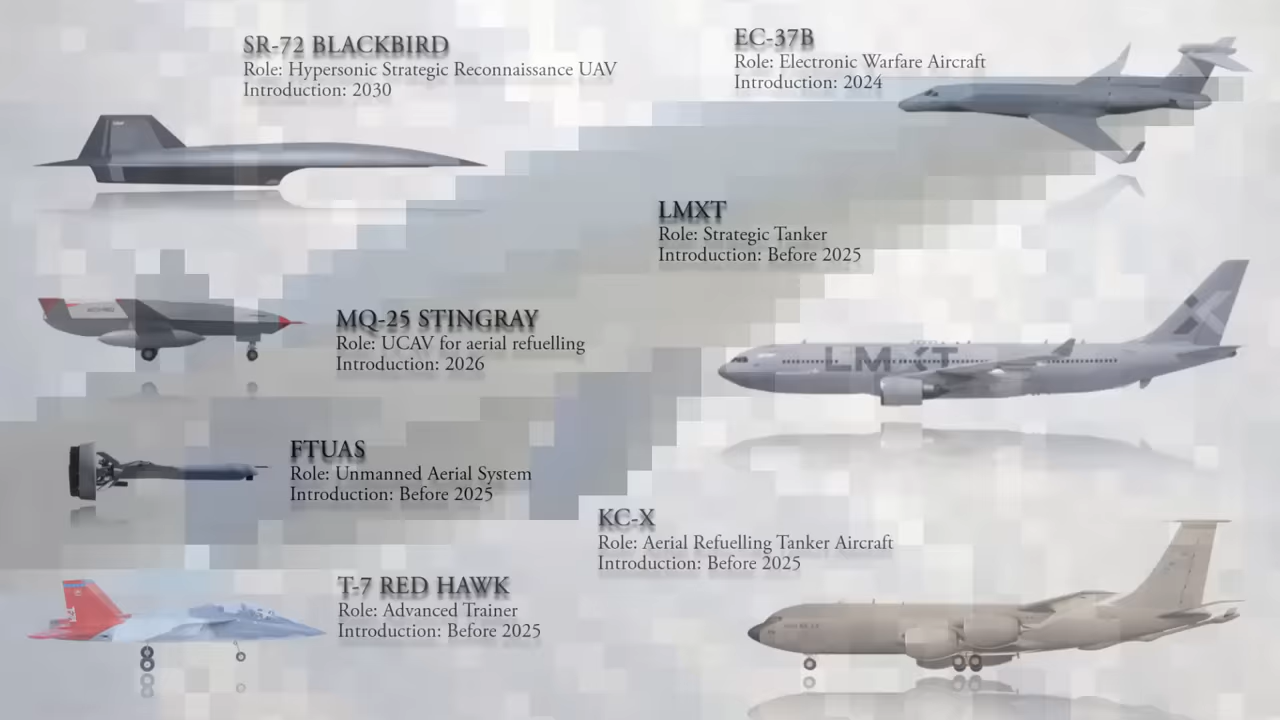 SR-72 BLACKBIRD
Role: Hypersonic Strategic Reconnaissance UAV
Introduction: 2030
EC-37B
Role: Electronic Warfare Aircraft
Introduction: 2024
LMXT
Role: Strategic Tanker
Introduction: Before 2025
LMXT
MQ-25 STINGRAY
Role: UCAV for aerial refuelling
Introduction: 2026
FTUAS
Role: Unmanned Aerial System
Introduction: Before 2025
KC-X
Role: Aerial Refuelling Tanker Aircraft
Introduction: Before 2025
T-7 RED HAWK
Role: Advanced Trainer
Introduction: Before 2025